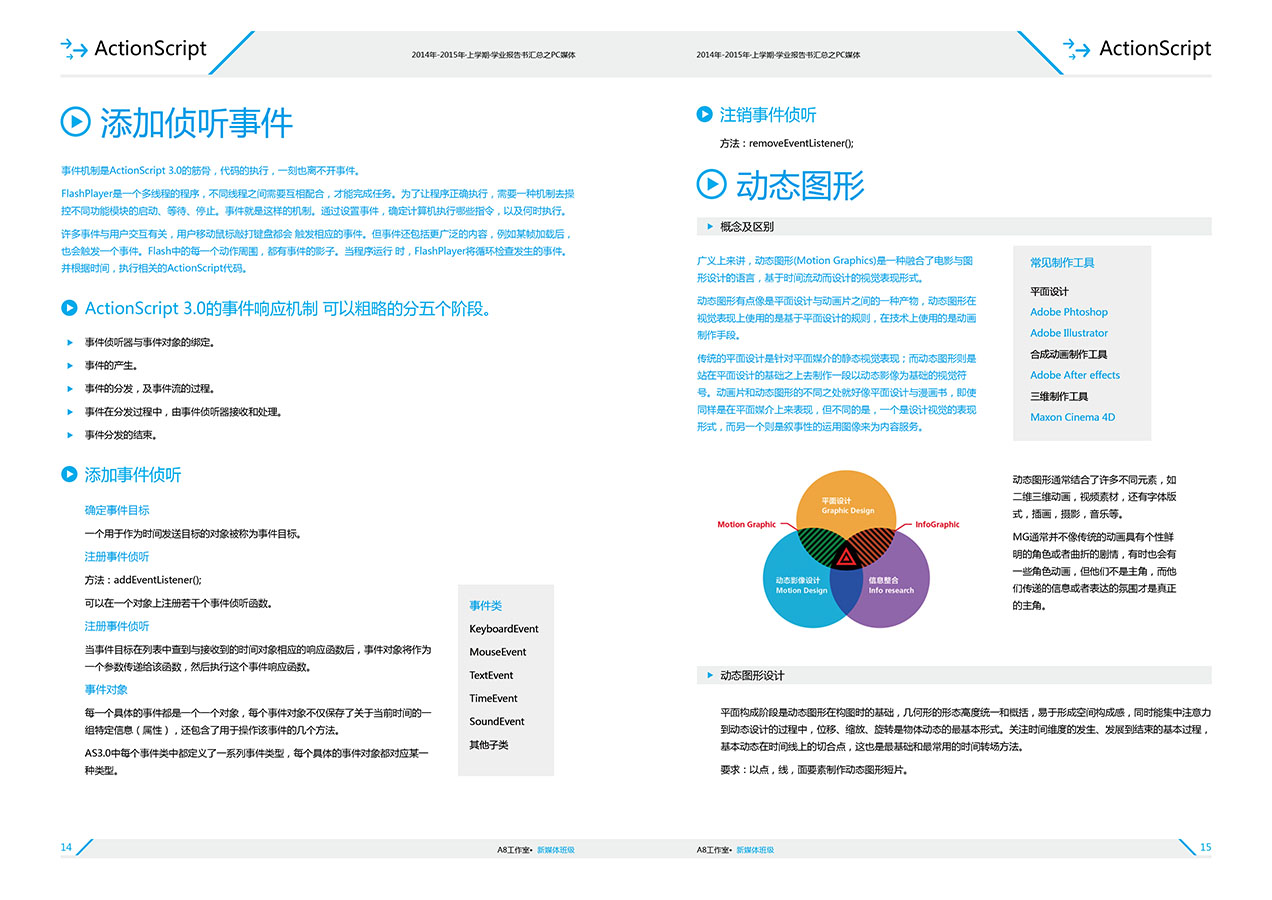 ActionScript
2014年-2015年-上学期-学业报告书汇总之PC媒体
添加侦听事件
事件机制是ActionScript 3.0的筋骨，代码的执行，一刻也离不开事件。
FlashPlayer是一个多线程的程序，不同线程之间需要互相配合，才能完成任务。为了让程序正确执行，需要一种机制去操
控不同功能模块的启动、等待、停止。事件就是这样的机制。通过设置事件，确定计算机执行哪些指令，以及何时执行。
许多事件与用户交互有关，用户移动鼠标敲打键盘都会 触发相应的事件。但事件还包括更广泛的内容，例如某帧加载后，
也会触发一个事件。Flash中的每一个动作周围，都有事件的影子。当程序运行 时，FlashPlayer将循环检查发生的事件。
并根据时间，执行相关的ActionScript代码。
ActionScript 3.0的事件响应机制 可以粗略的分五个阶段。
事件侦听器与事件对象的绑定。
事件的产生。
事件的分发，及事件流的过程。
事件在分发过程中，由事件侦听器接收和处理。
事件分发的结束。
添加事件侦听
确定事件目标
一个用于作为时间发送目标的对象被称为事件目标。
注册事件侦听
方法：addEventListener();
可以在一个对象上注册若干个事件侦听函数。
注册事件侦听
当事件目标在列表中查到与接收到的时间对象相应的响应函数后，事件对象将作为
一个参数传递给该函数，然后执行这个事件响应函数。
事件对象
每一个具体的事件都是一个一个对象，每个事件对象不仅保存了关于当前时间的一
组特定信息（属性），还包含了用于操作该事件的几个方法。
AS3.0中每个事件类中都定义了一系列事件类型，每个具体的事件对象都对应某一
种类型。
事件类
KeyboardEvent
MouseEvent
TextEvent
TimeEvent
SoundEvent
其他子类
14
A8工作室• 新媒体班级
2014年-2015年-上学期-学业报告书汇总之PC媒体
ActionScript
注销事件侦听
方法：removeEventListener();
动态图形
概念及区别
广义上来讲，动态图形(Motion Graphics)是一种融合了电影与图
形设计的语言，基于时间流动而设计的视觉表现形式。
动态图形有点像是平面设计与动画片之间的一种产物，动态图形在
视觉表现上使用的是基于平面设计的规则，在技术上使用的是动画
制作手段。
传统的平面设计是针对平面媒介的静态视觉表现；而动态图形则是
站在平面设计的基础之上去制作一段以动态影像为基础的视觉符
号。动画片和动态图形的不同之处就好像平面设计与漫画书，即使
同样是在平面媒介上来表现，但不同的是，一个是设计视觉的表现
形式，而另一个则是叙事性的运用图像来为内容服务。
常见制作工具
平面设计
Adobe Phtoshop
Adobe Illustrator
合成动画制作工具
Adobe After effects
三维制作工具
Maxon Cinema 4D
平面设计
Graphic Design
Motion Graphic
InfoGraphic
动态影像设计
Motion Design
信息整合
Info research
动态图形通常结合了许多不同元素，如
二维三维动画，视频素材，还有字体版
式，插画，摄影，音乐等。
MG通常并不像传统的动画具有个性鲜
明的角色或者曲折的剧情，有时也会有
一些角色动画，但他们不是主角，而他
们传递的信息或者表达的氛围才是真正
的主角。
动态图形设计
平面构成阶段是动态图形在构图时的基础，几何形的形态高度统一和概括，易于形成空间构成感，同时能集中注意力
到动态设计的过程中，位移、缩放、旋转是物体动态的最基本形式。关注时间维度的发生、发展到结束的基本过程，
基本动态在时间线上的切合点，这也是最基础和最常用的时间转场方法。
要求：以点，线，面要素制作动态图形短片。
A8工作室• 新媒体班级
15